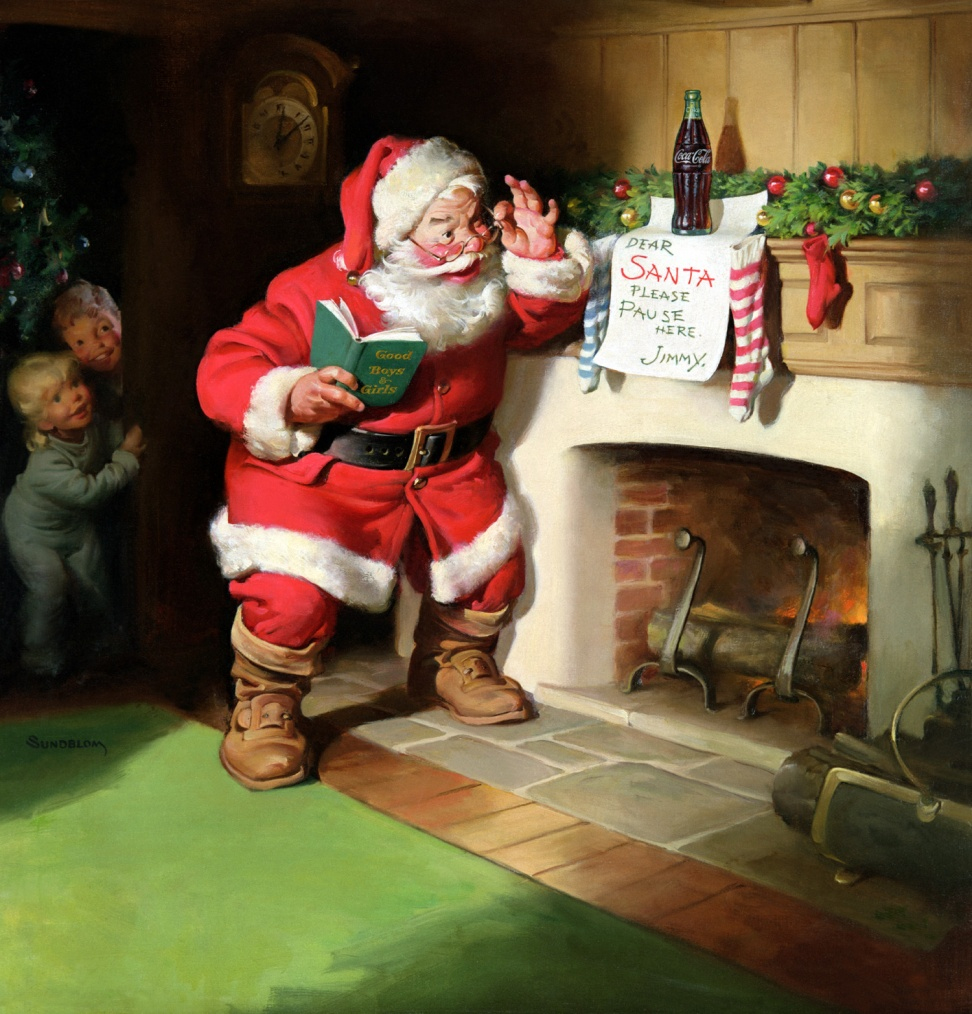 Coca-Cola
DEAR
SANTA
PLEASE
PAUSE
HERE.
JIMMY.
Good
Boys
&
Girls
SUNDBLOM